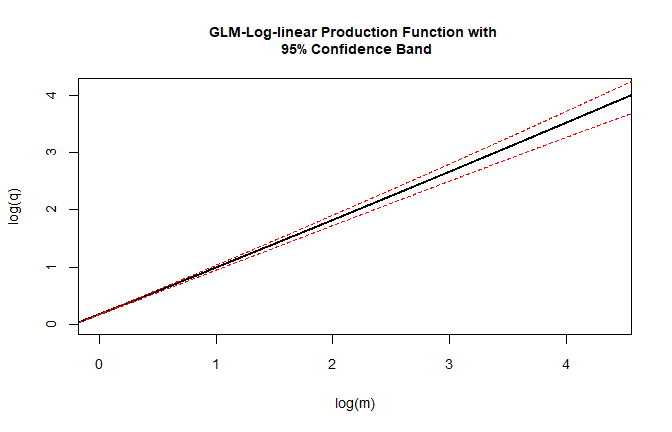 GLM-Log-linear Production Function with
95% Confidence Band
4
3
2
1
0
log(q)
0 1 2 3 4
log(m)